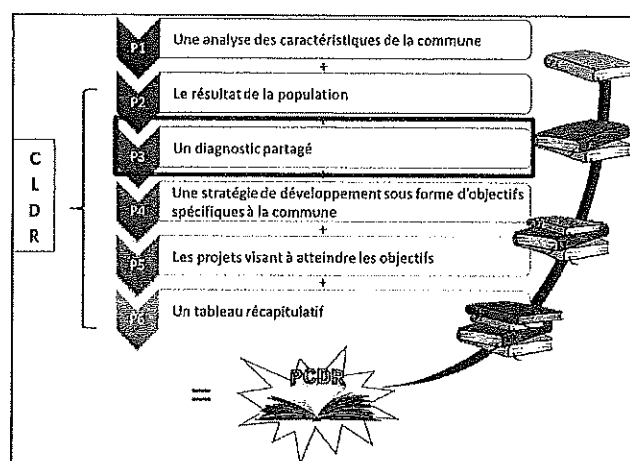 P1 Une analyse des caractéristiques de la commune
+
P2 Le résultat de la population
+
P3 Un diagnostic partagé
P4 Une stratégie de développement sous forme d'objectifs
spécifiques à la commune
+
P5 Les projets visant à atteindre les objectifs
+
P6 Un tableau récapitulatif
C
L
D
R
= PCDR